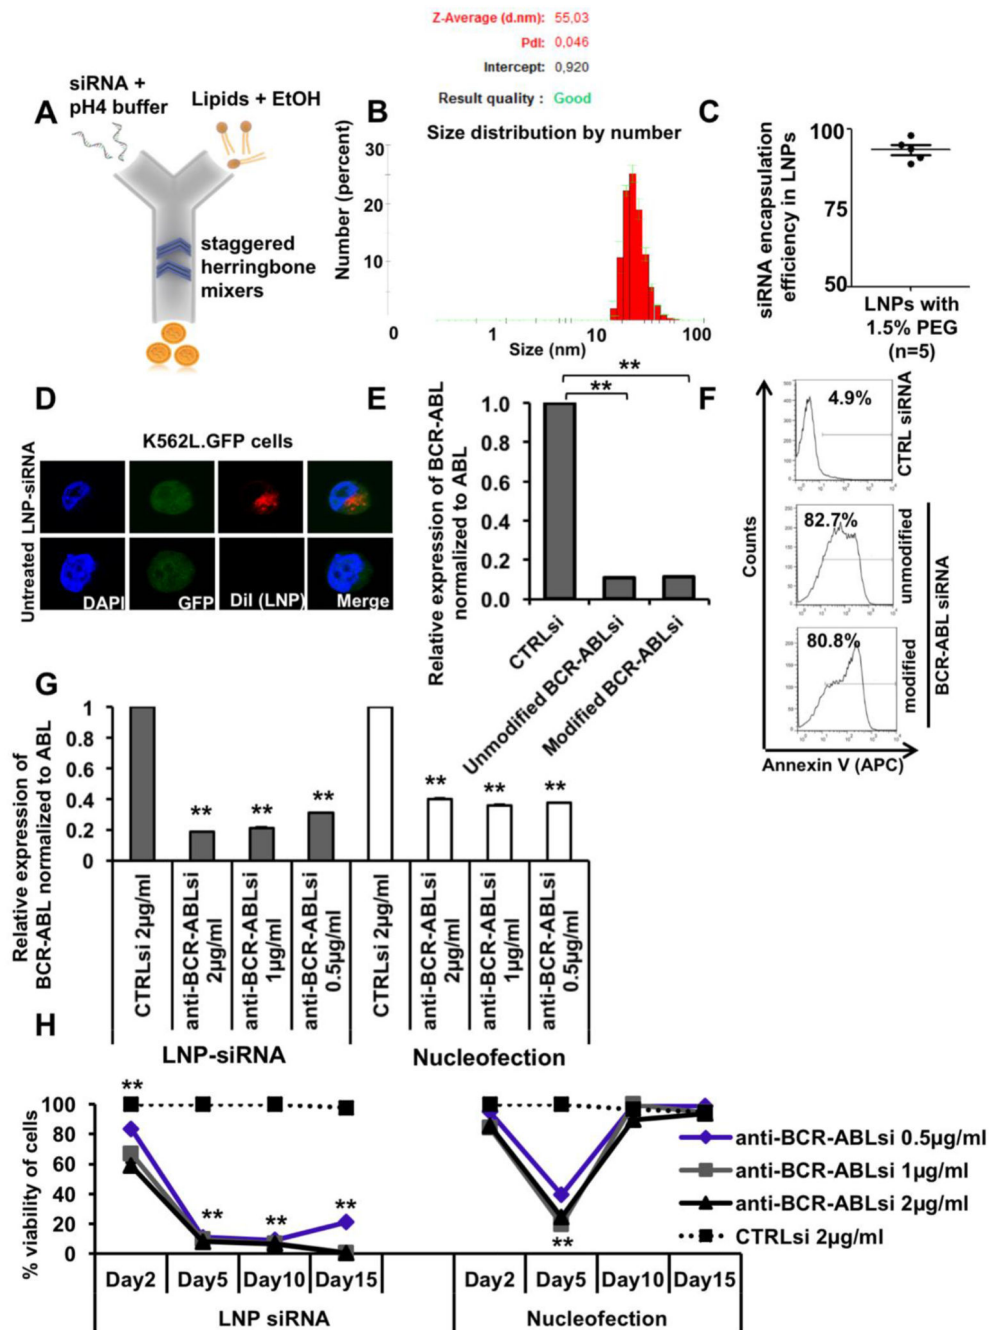 Z-Average (d.nm): 55,03
PdI: 0,046
Intercept: 0,920
Result quality : Good
A
siRNA +
pH4 buffer
Lipids + EtOH
staggered
herringbone
mixers
B
Size distribution by number
Number (percent)
30
20
10
0
1
10
100
Size (nm)
C
siRNA encapsulation
efficiency in LNPs
100
75
50
LNPs with
1.5% PEG
(n=5)
D
K562L.GFP cells
LNP-siRNA
Untreated
DAPI
GFP
DiI (LNP)
Merge
E
Relative expression of BCR-ABL
normalized to ABL
1.0
0.8
0.6
0.4
0.2
0.0
**
**
CTRLsi
Unmodified BCR-ABLsi
Modified BCR-ABLsi
F
Counts
4.9%
CTRL siRNA
82.7%
unmodified
80.8%
modified
BCR-ABL siRNA
Annexin V (APC)
G
Relative expression of
BCR-ABL normalized to ABL
1
0.8
0.6
0.4
0.2
0
** ** ** ** ** **
CTRLsi 2µg/ml
anti-BCR-ABLsi
2µg/ml
anti-BCR-ABLsi
1µg/ml
anti-BCR-ABLsi
0.5µg/ml
CTRLsi 2µg/ml
anti-BCR-ABLsi
2µg/ml
anti-BCR-ABLsi
1µg/ml
anti-BCR-ABLsi
0.5µg/ml
LNP-siRNA
Nucleofection
H
% viability of cells
100
80
60
40
20
0
**
**
**
**
**
Day2 Day5 Day10 Day15
LNP siRNA
Day2 Day5 Day10 Day15
Nucleofection
anti-BCR-ABLsi 0.5µg/ml
anti-BCR-ABLsi 1µg/ml
anti-BCR-ABLsi 2µg/ml
CTRLsi 2µg/ml